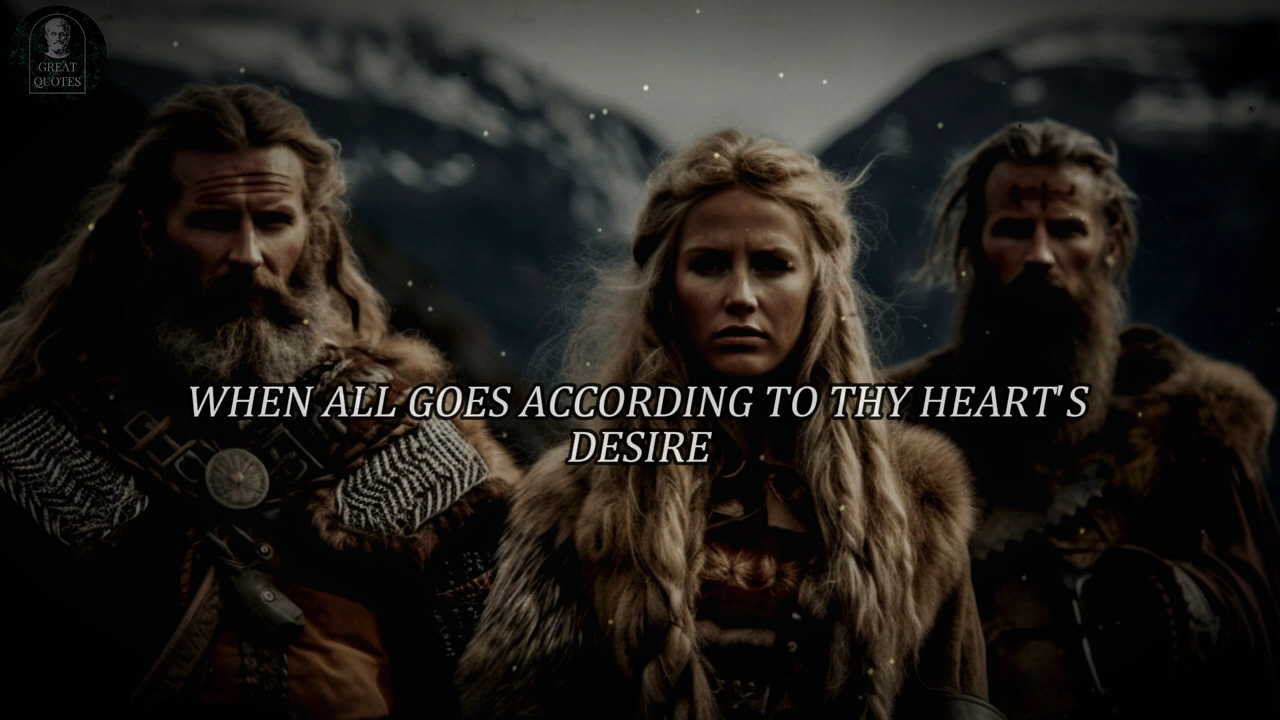 GREAT
QUOTES
WHEN ALL GOES ACCORDING TO THY HEART'S
DESIRE